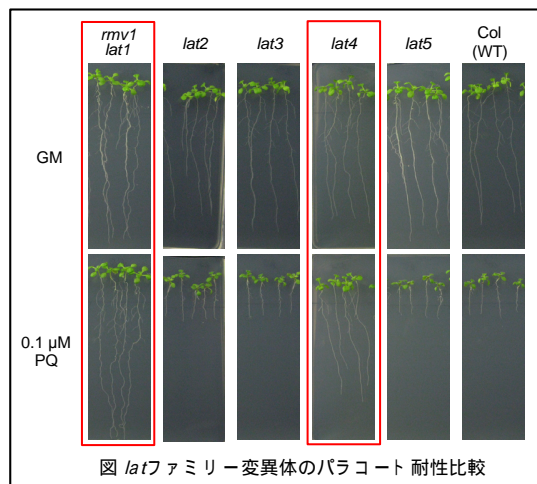 rmv1
lat1
lat2
lat3
lat4
lat5
Col
(WT)
GM
0.1 μM
PQ
図 latファミリー変異体のパラコート耐性比較